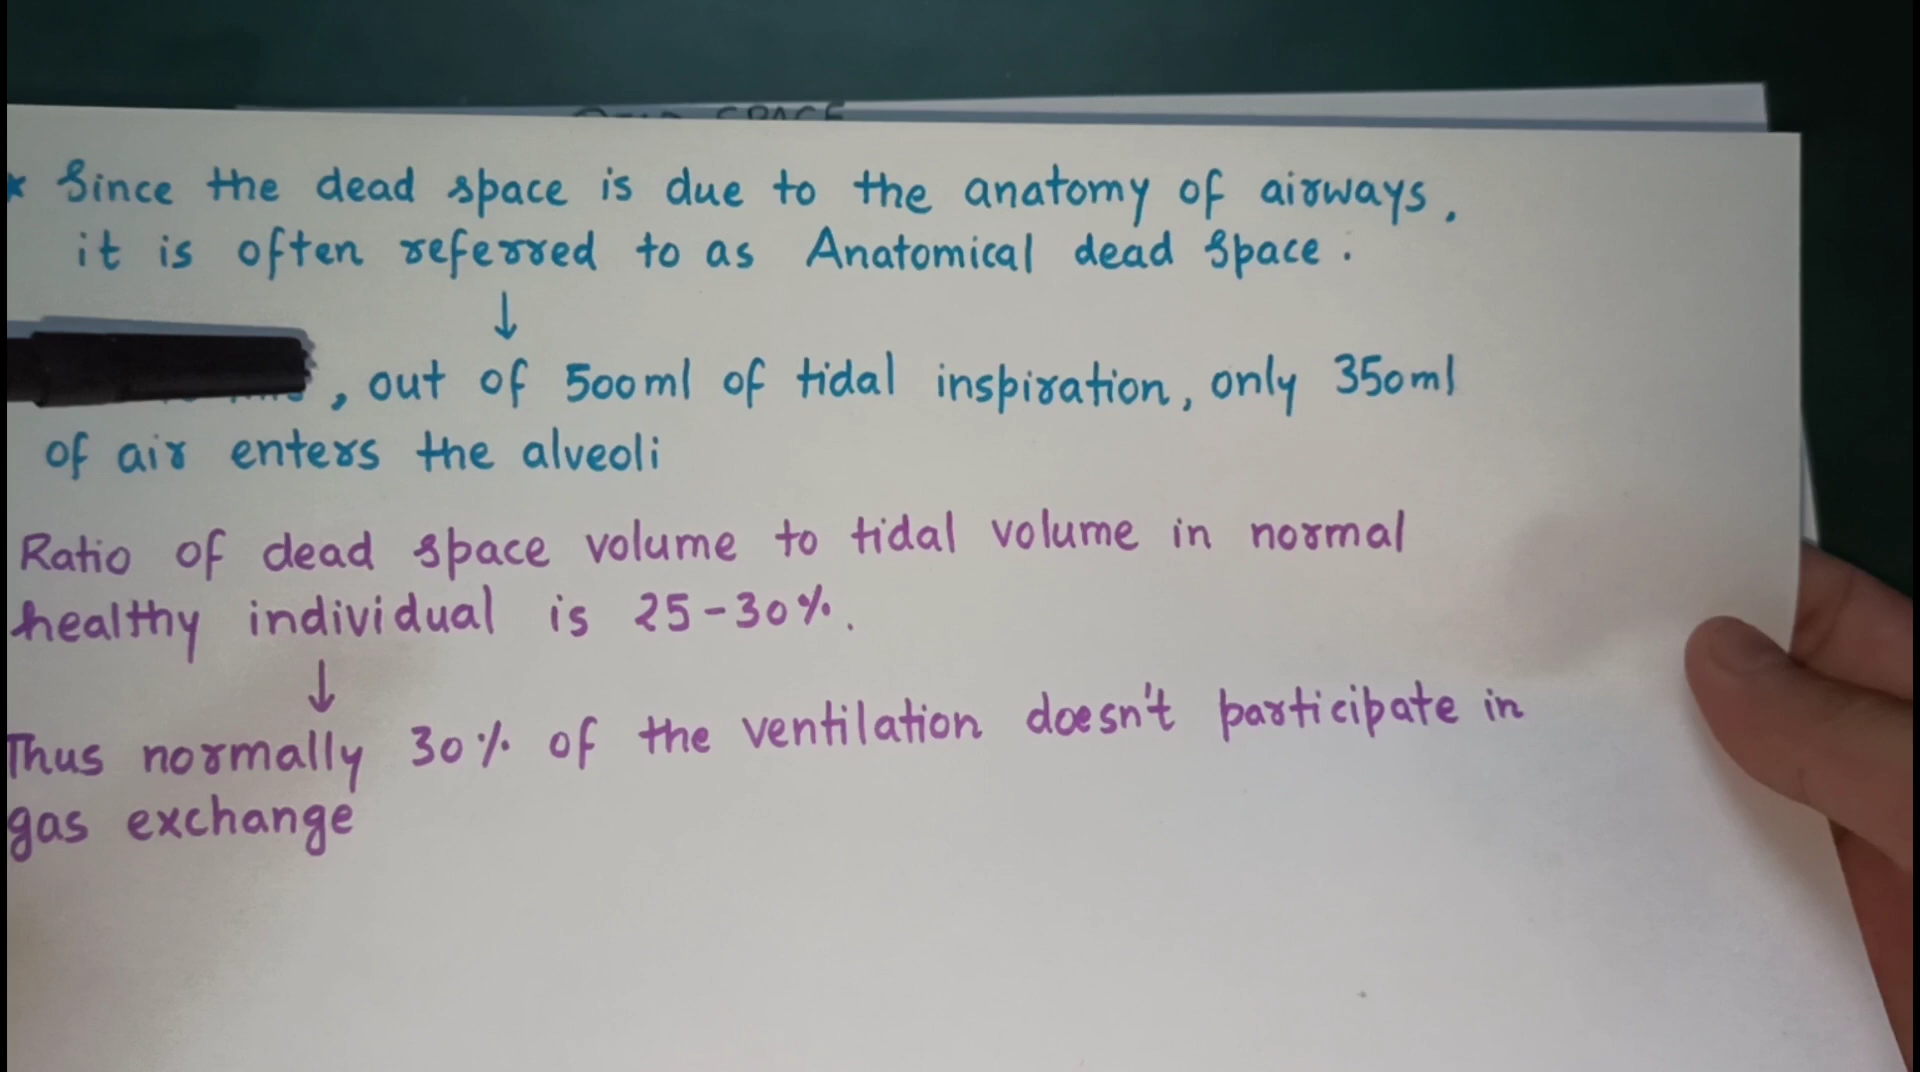 SPACE
* Since the dead space is due to the anatomy of airways,
it is often referred to as Anatomical dead space.
↓
, out of 500ml of tidal inspiration, only 350ml
of air enters the alveoli
Ratio of dead space volume to tidal volume in normal
healthy individual is 25-30%.
↓
Thus normally 30% of the ventilation doesn't participate in
gas exchange